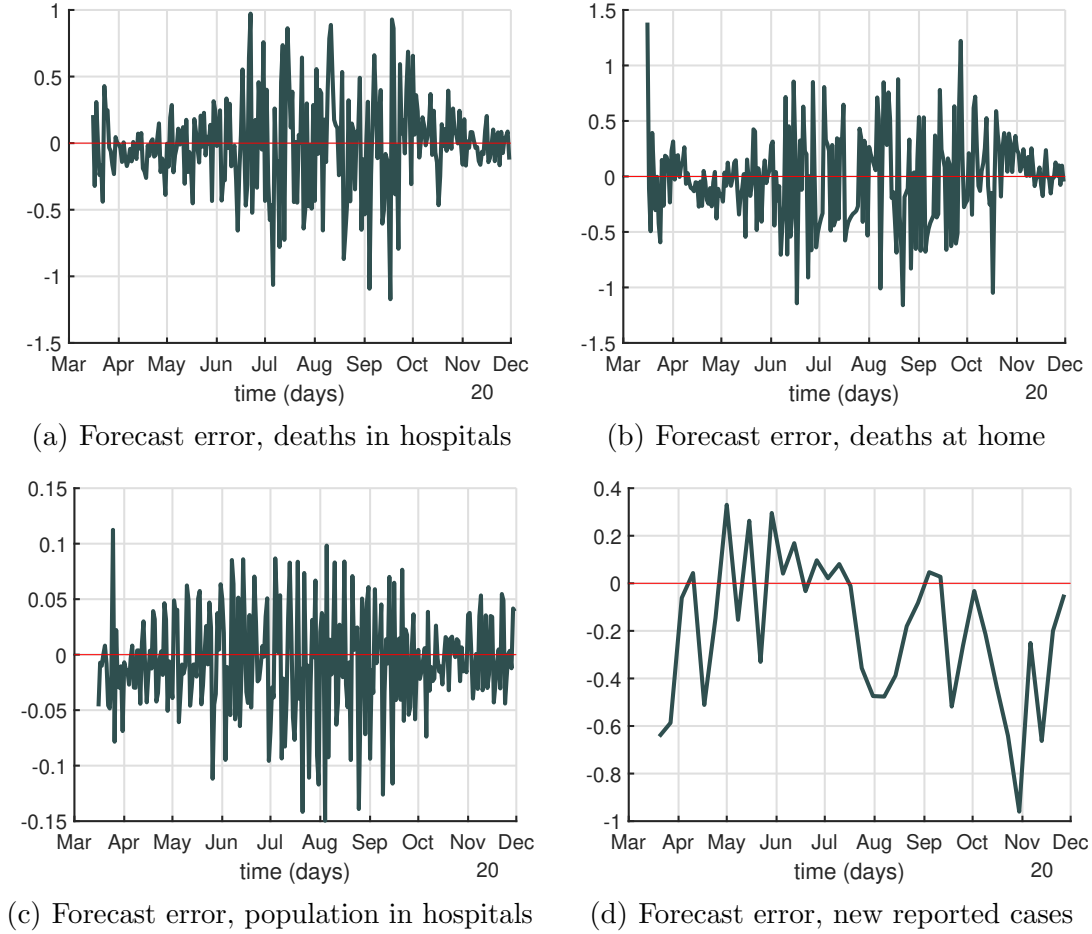 1
0.5
0
-0.5
-1
-1.5
Mar Apr May Jun Jul Aug Sep Oct Nov Dec
time (days) 20
(a) Forecast error, deaths in hospitals
1.5
1
0.5
0
-0.5
-1
-1.5
Mar Apr May Jun Jul Aug Sep Oct Nov Dec
time (days) 20
(b) Forecast error, deaths at home
0.15
0.1
0.05
0
-0.05
-0.1
-0.15
Mar Apr May Jun Jul Aug Sep Oct Nov Dec
time (days) 20
(c) Forecast error, population in hospitals
0.4
0.2
0
-0.2
-0.4
-0.6
-0.8
-1
Mar Apr May Jun Jul Aug Sep Oct Nov Dec
time (days) 20
(d) Forecast error, new reported cases